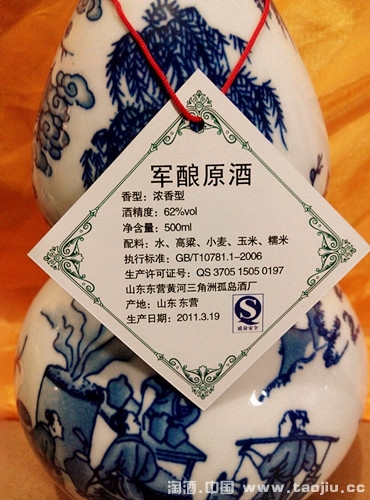 军酿原酒
香型：浓香型
酒精度：62%vol
净含量：500ml
配料：水、高粱、小麦、玉米、糯米
执行标准：GB/T10781.1-2006
生产许可证号：QS 3705 1505 0197
山东东营黄河三角洲孤岛酒厂
产地：山东 东营
生产日期：2011.3.19
质量安全
淘酒.中国 www.taojiu.cc